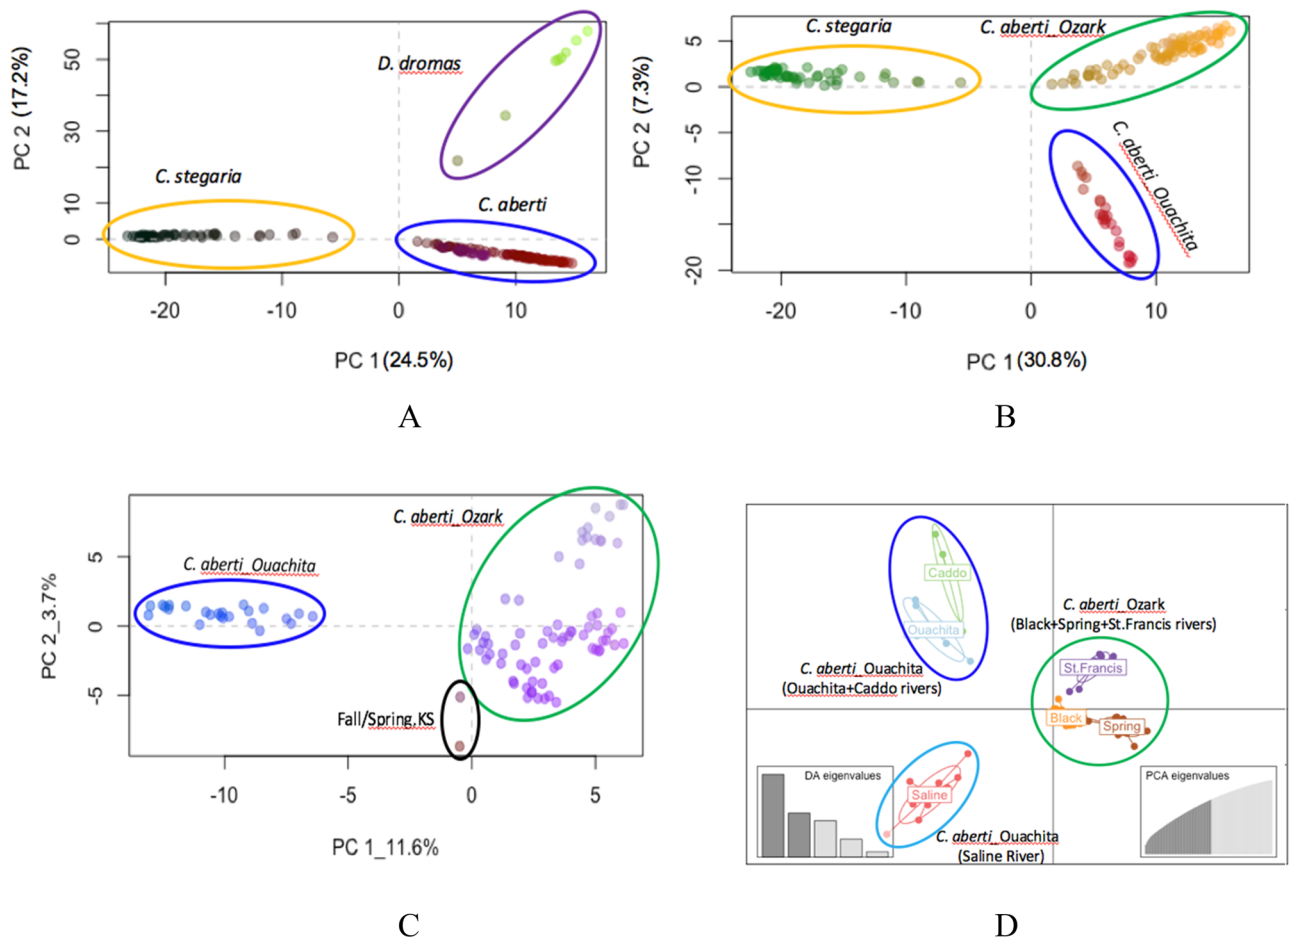 PC 2 (17.2%)
50
30
10
0
D. dromas
C. stegaria
C. aberti
-20
-10
0
10
PC 1 (24.5%)
A
PC 2 (7.3%)
5
0
-5
-10
-20
C. stegaria
C. aberti_Ozark
C. aberti_Ouachita
-20
-10
0
10
PC 1 (30.8%)
B
PC 2_3.7%
5
0
-5
C. aberti_Ozark
C. aberti_Ouachita
Fall/Spring.KS
-10
-5
0
5
PC 1_11.6%
C
Caddo
Ouachita
C. aberti_Ouachita
(Ouachita+Caddo rivers)
C. aberti_Ozark
(Black+Spring+St.Francis rivers)
St.Francis
Black
Spring
DA eigenvalues
Saline
C. aberti_Ouachita
(Saline River)
PCA eigenvalues
D